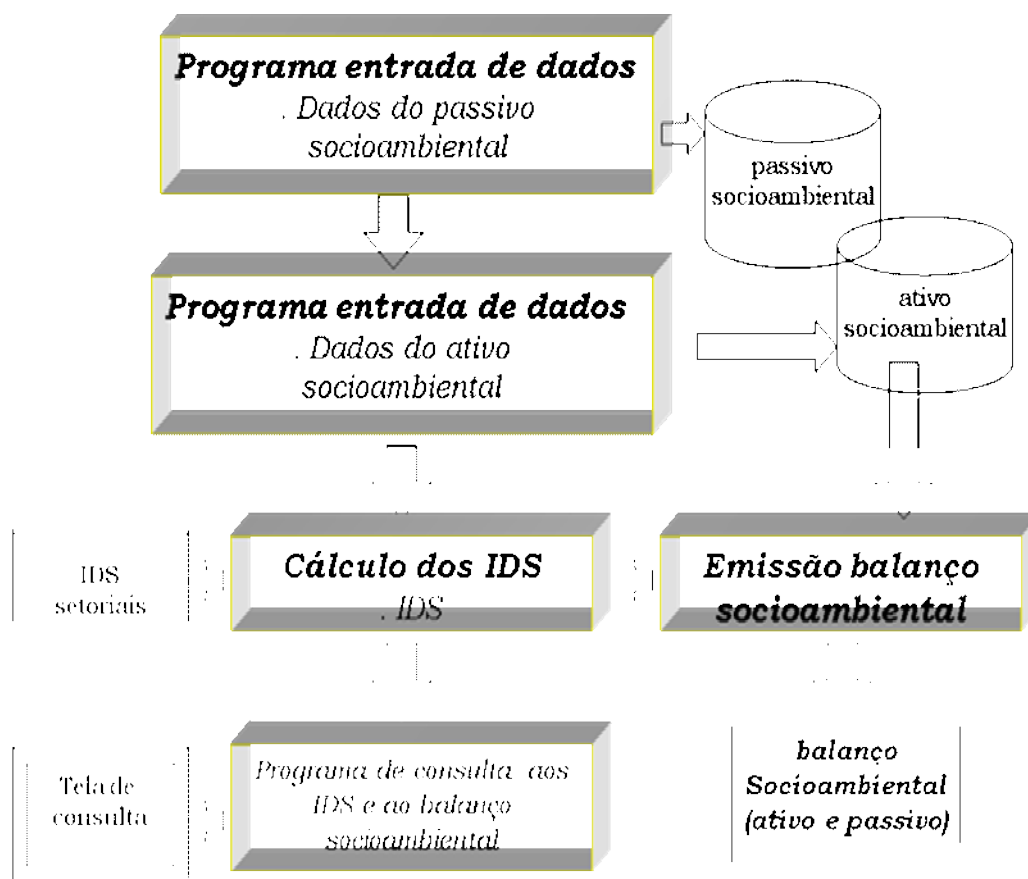 Programa entrada de dados
. Dados do passivo
socioambiental
passivo
socioambiental
Programa entrada de dados
. Dados do ativo
socioambiental
ativo
socioambiental
IDS
setoriais
Cálculo dos IDS
. IDS
Emissão balanço
socioambiental
Tela de
consulta
Programa de consulta aos
IDS e ao balanço
socioambiental
balanço
Socioambiental
(ativo e passivo)